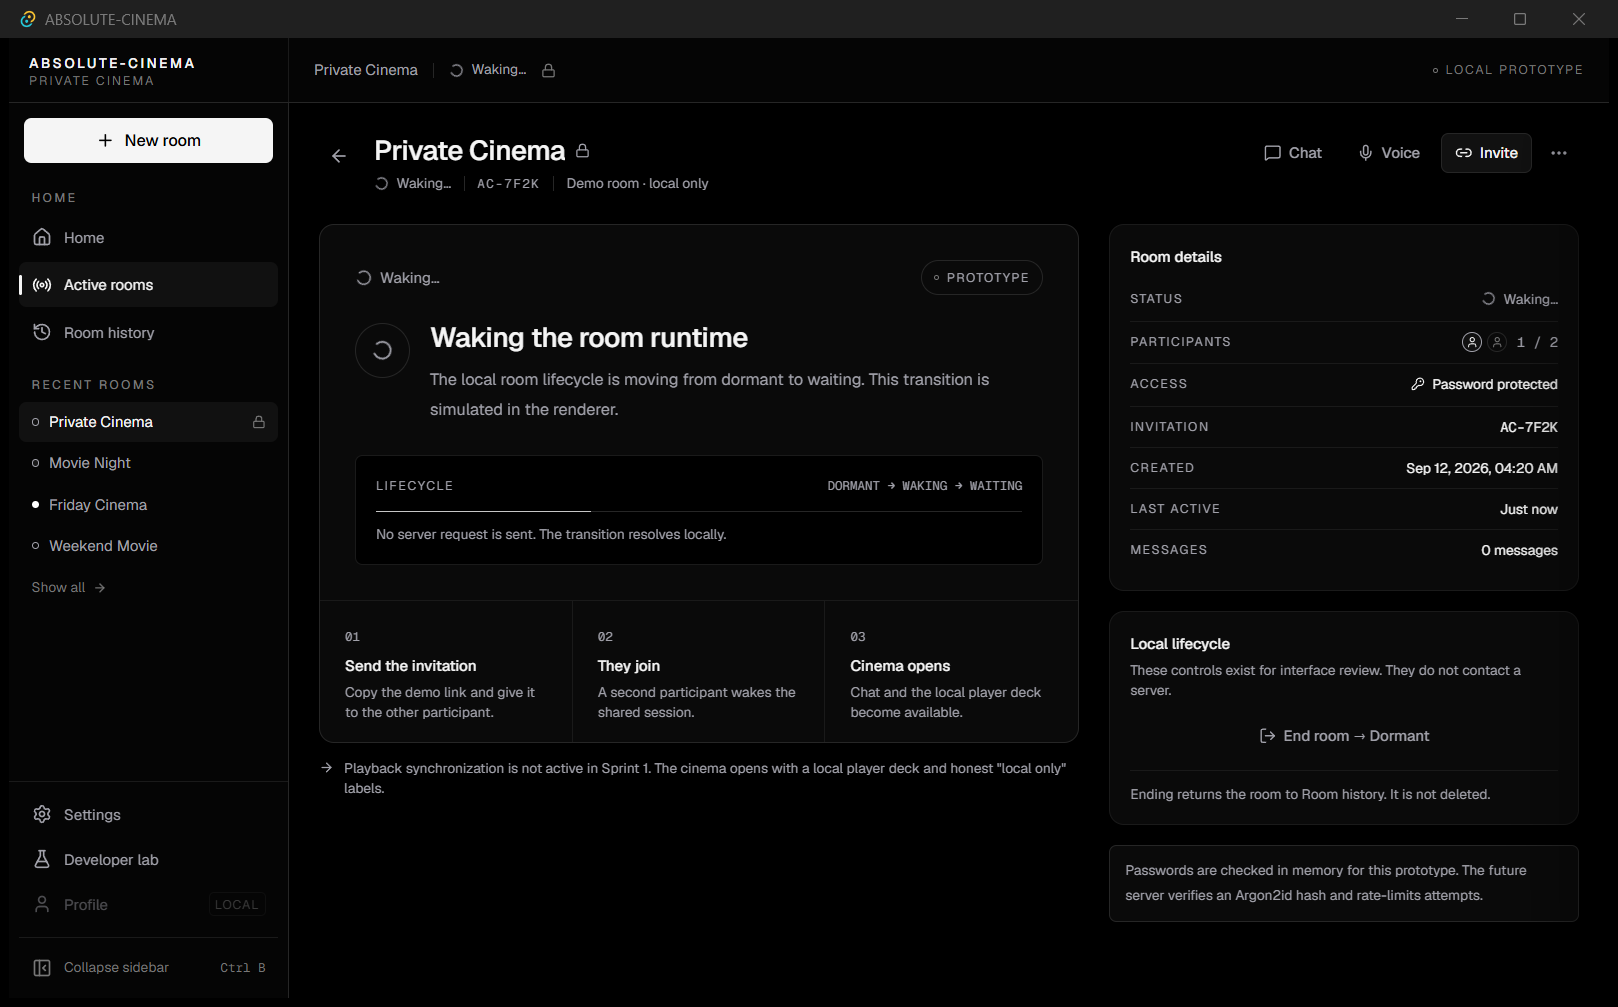 ABSOLUTE-CINEMA
ABSOLUTE-CINEMA
PRIVATE CINEMA
Private Cinema
Waking...
LOCAL PROTOTYPE
New room
HOME
Home
Active rooms
Room history
RECENT ROOMS
Private Cinema
Movie Night
Friday Cinema
Weekend Movie
Show all →
Settings
Developer lab
Profile LOCAL
Collapse sidebar Ctrl B
Private Cinema
Waking... AC-7F2K Demo room · local only
Chat Voice Invite
Waking...
PROTOTYPE
Waking the room runtime
The local room lifecycle is moving from dormant to waiting. This transition is
simulated in the renderer.
LIFECYCLE DORMANT → WAKING → WAITING
No server request is sent. The transition resolves locally.
01
Send the invitation
Copy the demo link and give it
to the other participant.
02
They join
A second participant wakes the
shared session.
03
Cinema opens
Chat and the local player deck
become available.
→ Playback synchronization is not active in Sprint 1. The cinema opens with a local player deck and honest "local only"
labels.
Room details
STATUS Waking...
PARTICIPANTS 1 / 2
ACCESS Password protected
INVITATION AC-7F2K
CREATED Sep 12, 2026, 04:20 AM
LAST ACTIVE Just now
MESSAGES 0 messages
Local lifecycle
These controls exist for interface review. They do not contact a
server.
End room → Dormant
Ending returns the room to Room history. It is not deleted.
Passwords are checked in memory for this prototype. The future
server verifies an Argon2id hash and rate-limits attempts.